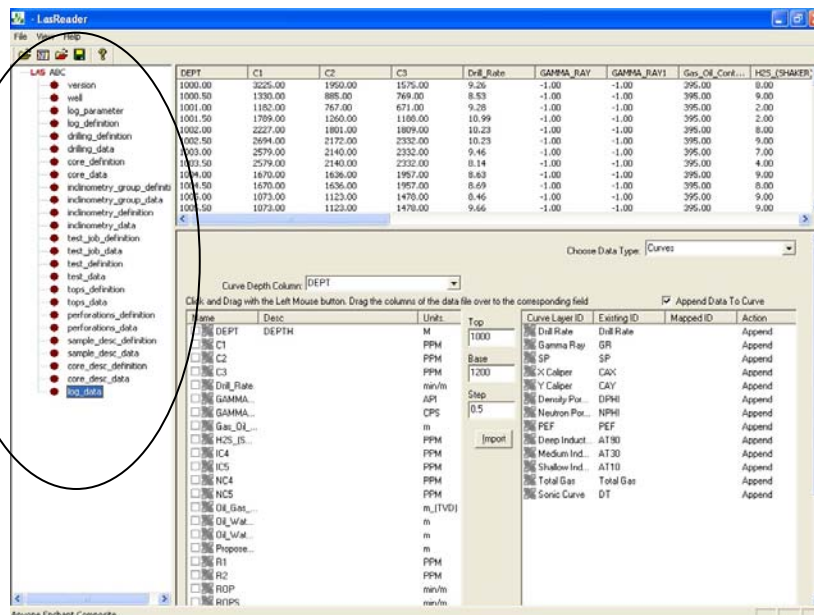 - LasReader
File View Help
LAS ABC
version
well
log_parameter
log_definition
drilling_definition
drilling_data
core_definition
core_data
inclinometry_group_definiti
inclinometry_group_data
inclinometry_definition
inclinometry_data
test_job_definition
test_job_data
test_definition
test_data
tops_definition
tops_data
perforations_definition
perforations_data
sample_desc_definition
sample_desc_data
core_desc_definition
core_desc_data
log_data
DEPT C1 C2 C3 Drill_Rate GAMMA_RAY GAMMA_RAY1 Gas_Oil_Cont... H2S_(SHAKER)
1000.00 3225.00 1950.00 1575.00 9.26 -1.00 -1.00 395.00 8.00
1000.50 1330.00 885.00 769.00 8.53 -1.00 -1.00 395.00 9.00
1001.00 1182.00 767.00 671.00 9.28 -1.00 -1.00 395.00 2.00
1001.50 1789.00 1260.00 1188.00 10.99 -1.00 -1.00 395.00 2.00
1002.00 2227.00 1801.00 1809.00 10.23 -1.00 -1.00 395.00 8.00
1002.50 2694.00 2172.00 2332.00 10.23 -1.00 -1.00 395.00 9.00
1003.00 2579.00 2140.00 2332.00 9.46 -1.00 -1.00 395.00 7.00
1003.50 2579.00 2140.00 2332.00 8.14 -1.00 -1.00 395.00 4.00
1004.00 1670.00 1636.00 1957.00 8.63 -1.00 -1.00 395.00 9.00
1004.50 1670.00 1636.00 1957.00 8.69 -1.00 -1.00 395.00 8.00
1005.00 1073.00 1123.00 1478.00 8.46 -1.00 -1.00 395.00 9.00
1005.50 1073.00 1123.00 1478.00 9.66 -1.00 -1.00 395.00 9.00
Choose Data Type: Curves
Curve Depth Column: DEPT
Click and Drag with the Left Mouse button. Drag the columns of the data file over to the corresponding field
Append Data To Curve
Name Desc Units
DEPT DEPTH M
C1 PPM
C2 PPM
C3 PPM
Drill_Rate min/m
GAMMA... API
GAMMA... CPS
Gas_Oil_... m
H2S_(S... PPM
IC4 PPM
IC5 PPM
NC4 PPM
NC5 PPM
Oil_Gas_... m_(TVD)
Oil_Wat... m
Oil_Wat... m
Propose... m
R1 PPM
R2 PPM
ROP min/m
ROPS min/m
Top
1000
Base
1200
Step
0.5
Import
Curve Layer ID Existing ID Mapped ID Action
Drill Rate Drill Rate Append
Gamma Ray GR Append
SP SP Append
X Caliper CAX Append
Y Caliper CAY Append
Density Por... DPHI Append
Neutron Por... NPHI Append
PEF PEF Append
Deep Induct... AT90 Append
Medium Ind... AT30 Append
Shallow Ind... AT10 Append
Total Gas Total Gas Append
Sonic Curve DT Append